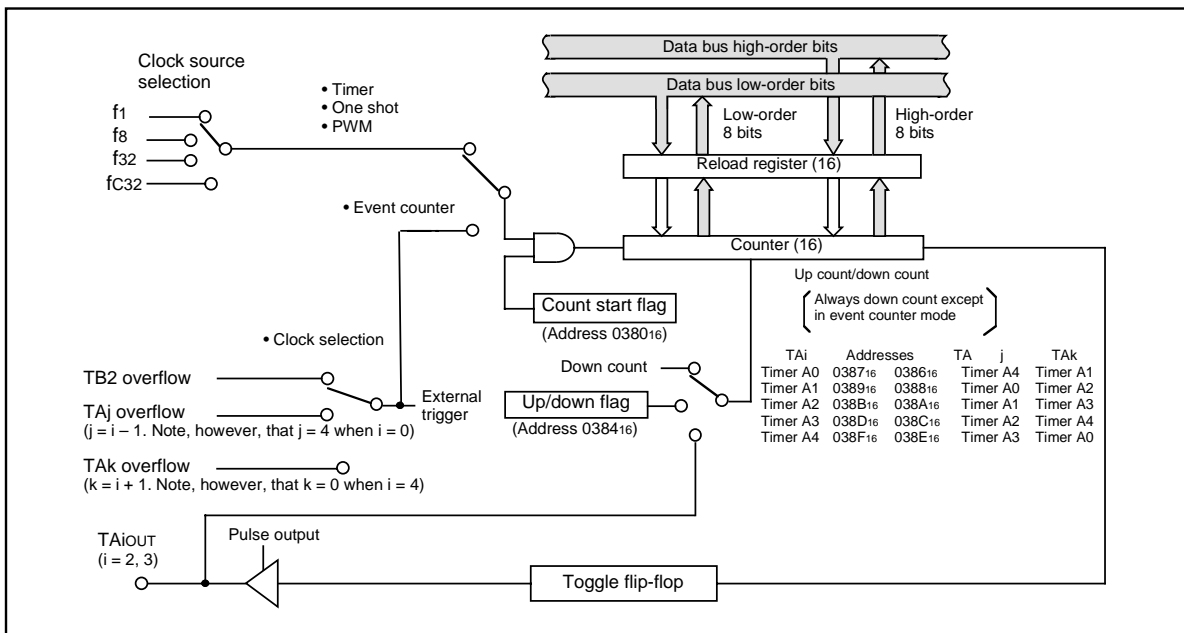 Clock source
selection
f1
f8
f32
fC32
• Timer
• One shot
• PWM
• Event counter
Data bus high-order bits
Data bus low-order bits
Low-order
8 bits
High-order
8 bits
Reload register (16)
Counter (16)
Up count/down count
Always down count except
in event counter mode
Count start flag
(Address 038016)
• Clock selection
TB2 overflow
TAj overflow
(j = i – 1. Note, however, that j = 4 when i = 0)
TAk overflow
(k = i + 1. Note, however, that k = 0 when i = 4)
External
trigger
Down count
Up/down flag
(Address 038416)
TAi Addresses TA j TAk
Timer A0 038716 038616 Timer A4 Timer A1
Timer A1 038916 038816 Timer A0 Timer A2
Timer A2 038B16 038A16 Timer A1 Timer A3
Timer A3 038D16 038C16 Timer A2 Timer A4
Timer A4 038F16 038E16 Timer A3 Timer A0
TAiOUT
(i = 2, 3)
Pulse output
Toggle flip-flop